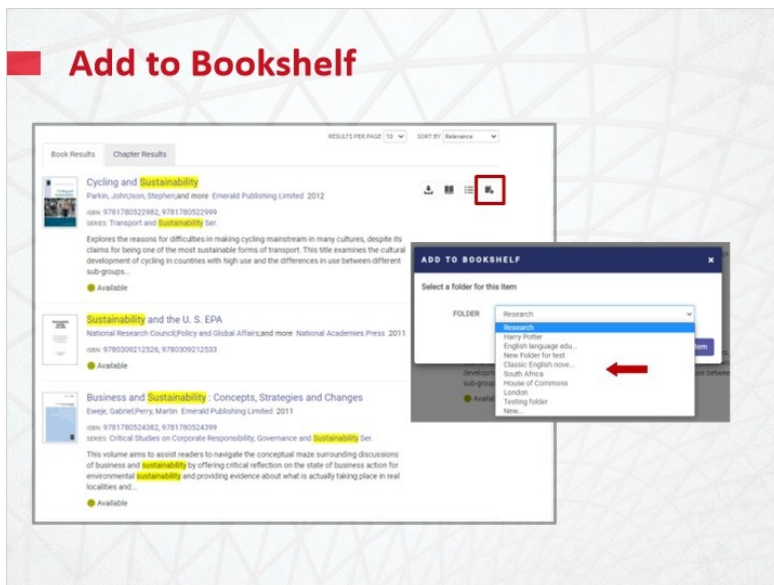 Add to Bookshelf
RESULTS PER PAGE 10 SORT BY Relevance
Book Results Chapter Results
Cycling and Sustainability
Parkin, John;Ison, Stephen;and more Emerald Publishing Limited 2012
ISBN: 9781780522982, 9781780522999
SERIES: Transport and Sustainability Ser.
Explores the reasons for difficulties in making cycling mainstream in many cultures, despite its
claims for being one of the most sustainable forms of transport. This title examines the cultural
development of cycling in countries with high use and the differences in use between different
sub-groups...
Available
Sustainability and the U. S. EPA
National Research Council;Policy and Global Affairs;and more National Academies Press 2011
ISBN: 9780309212526, 9780309212533
Available
Business and Sustainability : Concepts, Strategies and Changes
Eweje, Gabriel;Perry, Martin Emerald Publishing Limited 2011
ISBN: 9781780524382, 9781780524399
SERIES: Critical Studies on Corporate Responsibility, Governance and Sustainability Ser.
This volume aims to assist readers to navigate the conceptual maze surrounding discussions
of business and sustainability by offering critical reflection on the state of business action for
environmental sustainability and providing evidence about what is actually taking place in real
localities and...
Available
ADD TO BOOKSHELF
Select a folder for this item
FOLDER Research
Research
Harry Potter
English language edu...
New Folder for test
Classic English nove...
South Africa
House of Commons
London
Testing folder
New...